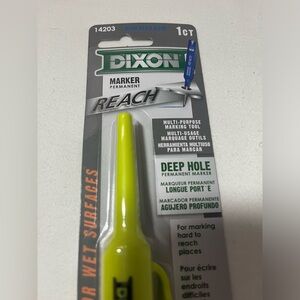 14203
1CT
DIXON
MARKER
PERMANENT
REACH
MULTI-PURPOSE
MARKING TOOL
MULTI-USAGE
MARQUAGE OUTILS
HERRAMIENTA MULTIUSO
PARA MARCAR
DEEP HOLE
PERMANENT MARKER
MARQUEUR PERMANENT
LONGUE PORTÉE
MARCADOR PERMANENTE
AGUJERO PROFUNDO
For marking
hard to
reach
places
Pour écrire
sur les
endroits
difficiles
WET SURFACES